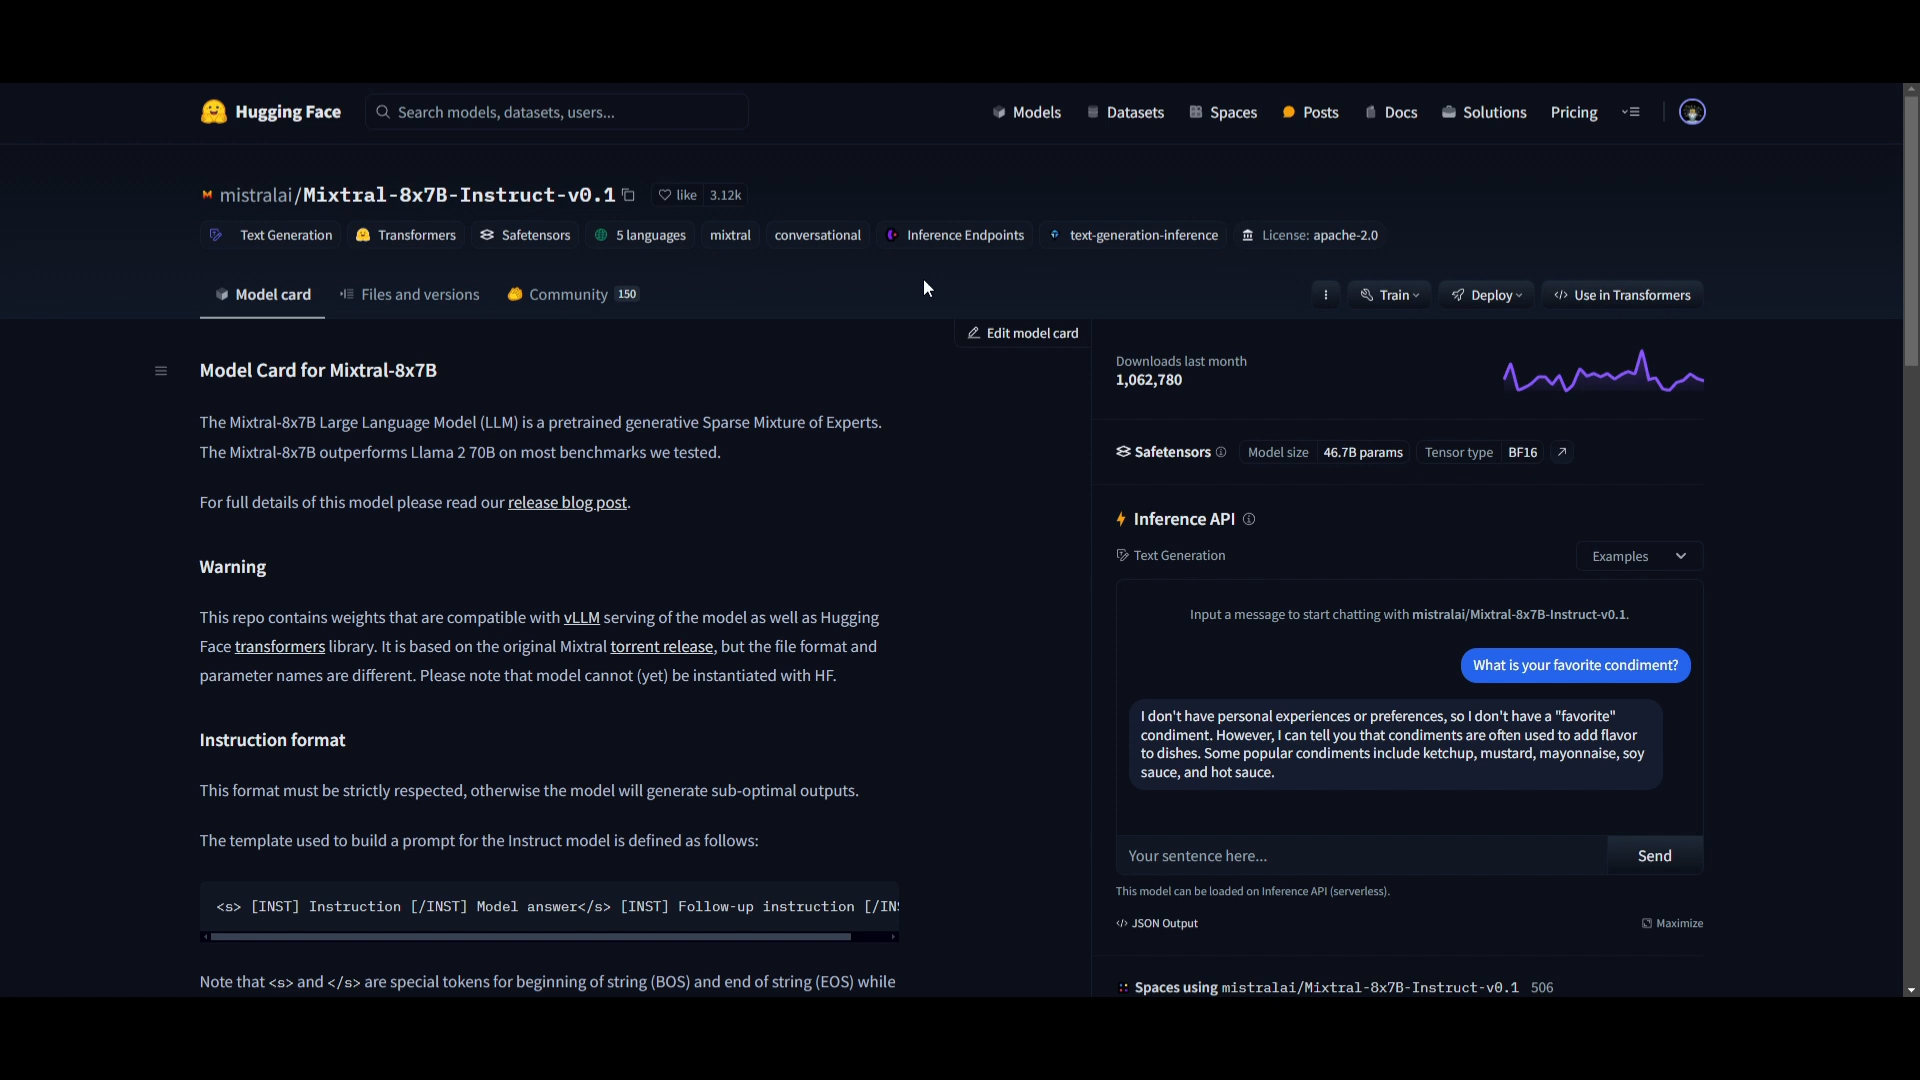 Hugging Face
Search models, datasets, users...
Models
Datasets
Spaces
Posts
Docs
Solutions
Pricing
mistralai/Mixtral-8x7B-Instruct-v0.1
like 3.12k
Text Generation
Transformers
Safetensors
5 languages
mixtral
conversational
Inference Endpoints
text-generation-inference
License: apache-2.0
Model card
Files and versions
Community 150
Train
Deploy
</> Use in Transformers
Edit model card
Model Card for Mixtral-8x7B
The Mixtral-8x7B Large Language Model (LLM) is a pretrained generative Sparse Mixture of Experts.
The Mixtral-8x7B outperforms Llama 2 70B on most benchmarks we tested.
For full details of this model please read our release blog post.
Warning
This repo contains weights that are compatible with vLLM serving of the model as well as Hugging
Face transformers library. It is based on the original Mixtral torrent release, but the file format and
parameter names are different. Please note that model cannot (yet) be instantiated with HF.
Instruction format
This format must be strictly respected, otherwise the model will generate sub-optimal outputs.
The template used to build a prompt for the Instruct model is defined as follows:
<s> [INST] Instruction [/INST] Model answer</s> [INST] Follow-up instruction [/INS
Note that <s> and </s> are special tokens for beginning of string (BOS) and end of string (EOS) while
Downloads last month
1,062,780
Safetensors
Model size 46.7B params
Tensor type BF16
Inference API
Text Generation
Examples
Input a message to start chatting with mistralai/Mixtral-8x7B-Instruct-v0.1.
What is your favorite condiment?
I don't have personal experiences or preferences, so I don't have a "favorite"
condiment. However, I can tell you that condiments are often used to add flavor
to dishes. Some popular condiments include ketchup, mustard, mayonnaise, soy
sauce, and hot sauce.
Your sentence here...
Send
This model can be loaded on Inference API (serverless).
</> JSON Output
Maximize
Spaces using mistralai/Mixtral-8x7B-Instruct-v0.1 506